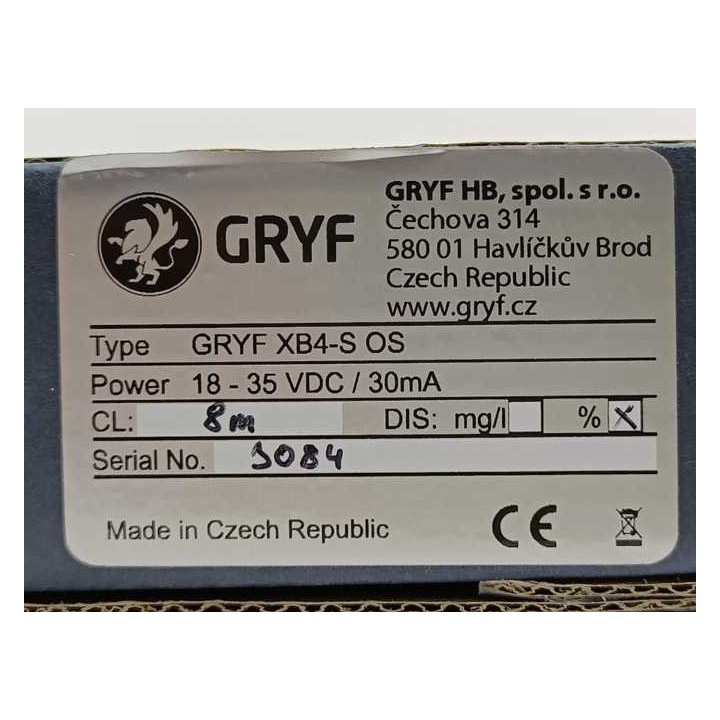 GRYF
GRYF HB, spol. s r.o.
Čechova 314
580 01 Havlíčkův Brod
Czech Republic
www.gryf.cz
Type GRYF XB4-S OS
Power 18 - 35 VDC / 30mA
CL: 8m DIS: mg/l % X
Serial No. 3084
Made in Czech Republic CE